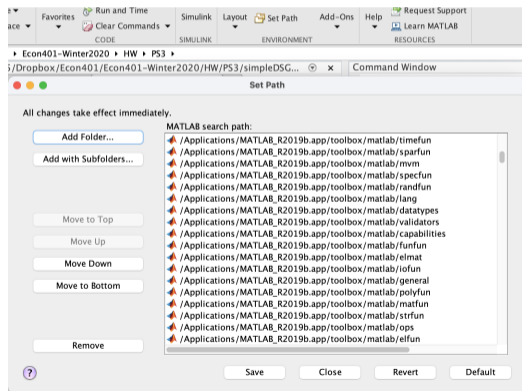 Favorites
Run and Time
Clear Commands
CODE
Simulink
SIMULINK
Layout
Set Path
Add-Ons
Help
ENVIRONMENT
Request Support
Learn MATLAB
RESOURCES
Econ401-Winter2020 ▸ HW ▸ PS3 ▸
/Dropbox/Econ401/Econ401-Winter2020/HW/PS3/simpleDSG...
Command Window
Set Path
All changes take effect immediately.
Add Folder...
Add with Subfolders...
Move to Top
Move Up
Move Down
Move to Bottom
Remove
MATLAB search path:
/Applications/MATLAB_R2019b.app/toolbox/matlab/timefun
/Applications/MATLAB_R2019b.app/toolbox/matlab/sparfun
/Applications/MATLAB_R2019b.app/toolbox/matlab/mvm
/Applications/MATLAB_R2019b.app/toolbox/matlab/specfun
/Applications/MATLAB_R2019b.app/toolbox/matlab/randfun
/Applications/MATLAB_R2019b.app/toolbox/matlab/lang
/Applications/MATLAB_R2019b.app/toolbox/matlab/datatypes
/Applications/MATLAB_R2019b.app/toolbox/matlab/validators
/Applications/MATLAB_R2019b.app/toolbox/matlab/capabilities
/Applications/MATLAB_R2019b.app/toolbox/matlab/funfun
/Applications/MATLAB_R2019b.app/toolbox/matlab/elmat
/Applications/MATLAB_R2019b.app/toolbox/matlab/iofun
/Applications/MATLAB_R2019b.app/toolbox/matlab/general
/Applications/MATLAB_R2019b.app/toolbox/matlab/polyfun
/Applications/MATLAB_R2019b.app/toolbox/matlab/matfun
/Applications/MATLAB_R2019b.app/toolbox/matlab/strfun
/Applications/MATLAB_R2019b.app/toolbox/matlab/ops
/Applications/MATLAB_R2019b.app/toolbox/matlab/elfun
?
Save
Close
Revert
Default